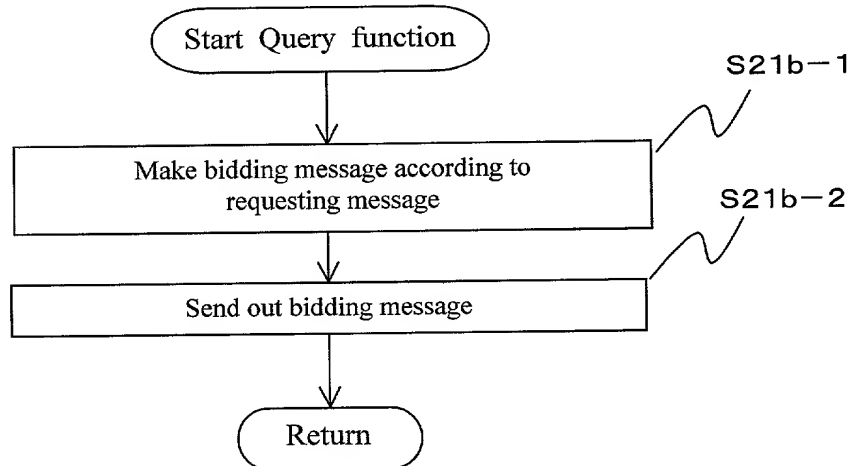 Start Query function
S21b-1
Make bidding message according to
requesting message
S21b-2
Send out bidding message
Return